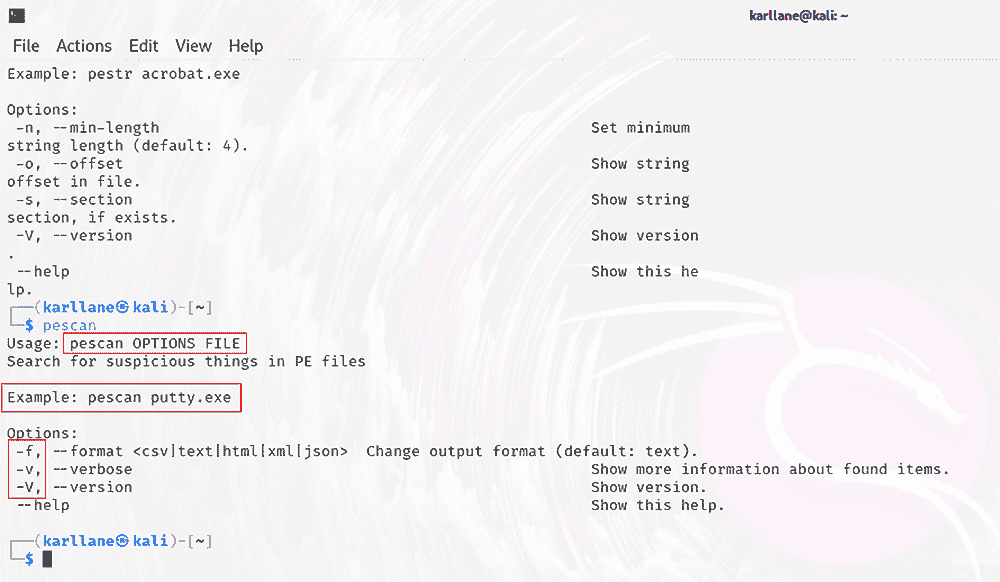 karllane@kali: ~
File Actions Edit View Help
Example: pestr acrobat.exe
Options:
-n, --min-length Set minimum
string length (default: 4).
-o, --offset Show string
offset in file.
-s, --section Show string
section, if exists.
-V, --version Show version
.
--help Show this he
lp.
┌──(karllane㉿kali)-[~]
└─$ pescan
Usage: pescan OPTIONS FILE
Search for suspicious things in PE files
Example: pescan putty.exe
Options:
-f, --format <csv|text|html|xml|json> Change output format (default: text).
-v, --verbose Show more information about found items.
-V, --version Show version.
--help Show this help.
┌──(karllane㉿kali)-[~]
└─$